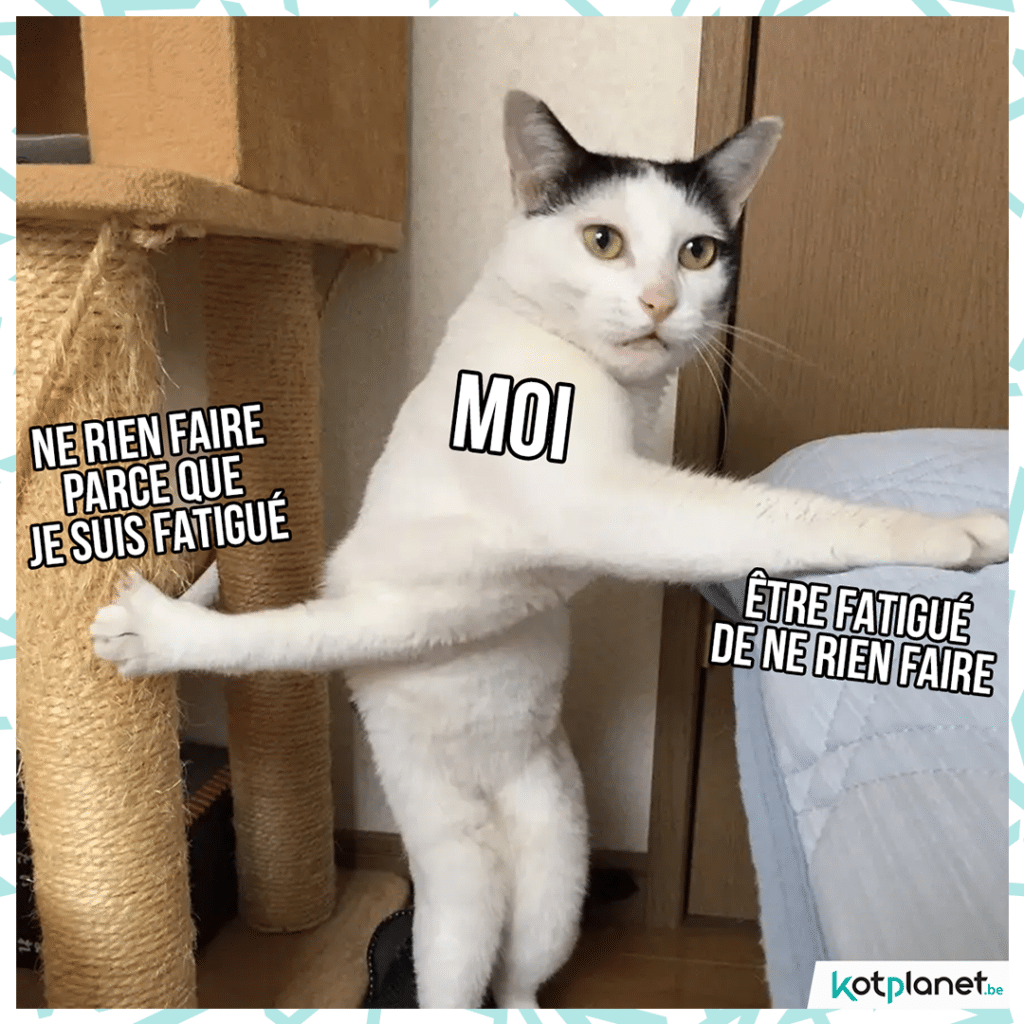 MOI
NE RIEN FAIRE
PARCE QUE
JE SUIS FATIGUÉ
ÊTRE FATIGUÉ
DE NE RIEN FAIRE
kotplanet.be